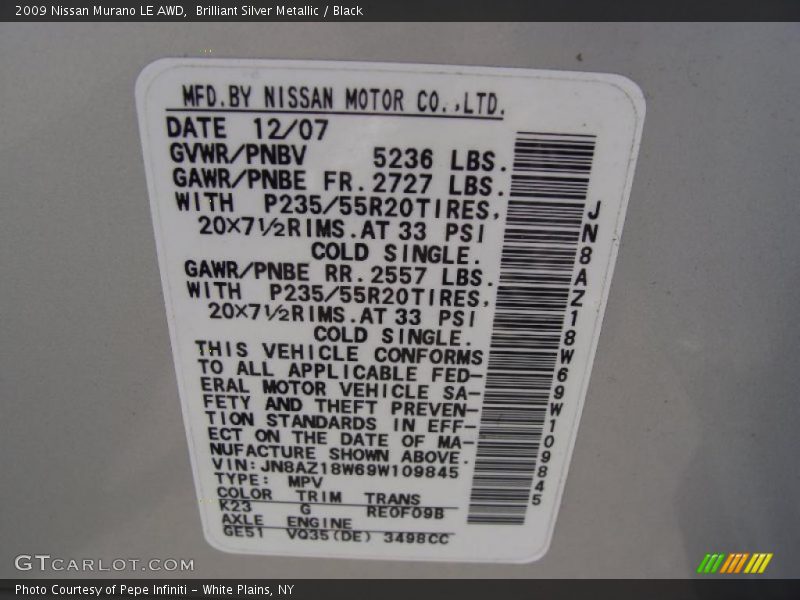 2009 Nissan Murano LE AWD,  Brilliant Silver Metallic / Black
MFD.BY NISSAN MOTOR CO.,LTD.
DATE 12/07
GVWR/PNBV 5236 LBS.
GAWR/PNBE FR. 2727 LBS.
WITH P235/55R20TIRES,
20×7½RIMS.AT 33 PSI
COLD SINGLE.
GAWR/PNBE RR. 2557 LBS.
WITH P235/55R20TIRES,
20×7½RIMS.AT 33 PSI
COLD SINGLE.
THIS VEHICLE CONFORMS
TO ALL APPLICABLE FED-
ERAL MOTOR VEHICLE SA-
FETY AND THEFT PREVEN-
TION STANDARDS IN EFF-
ECT ON THE DATE OF MA-
NUFACTURE SHOWN ABOVE.
VIN:JN8AZ18W69W109845
TYPE: MPV
COLOR TRIM TRANS
K23 G RE0F09B
AXLE ENGINE
GE51 VQ35(DE) 3498CC
JN8AZ18W69W109845
GTCARLOT.COM
Photo Courtesy of Pepe Infiniti - White Plains, NY